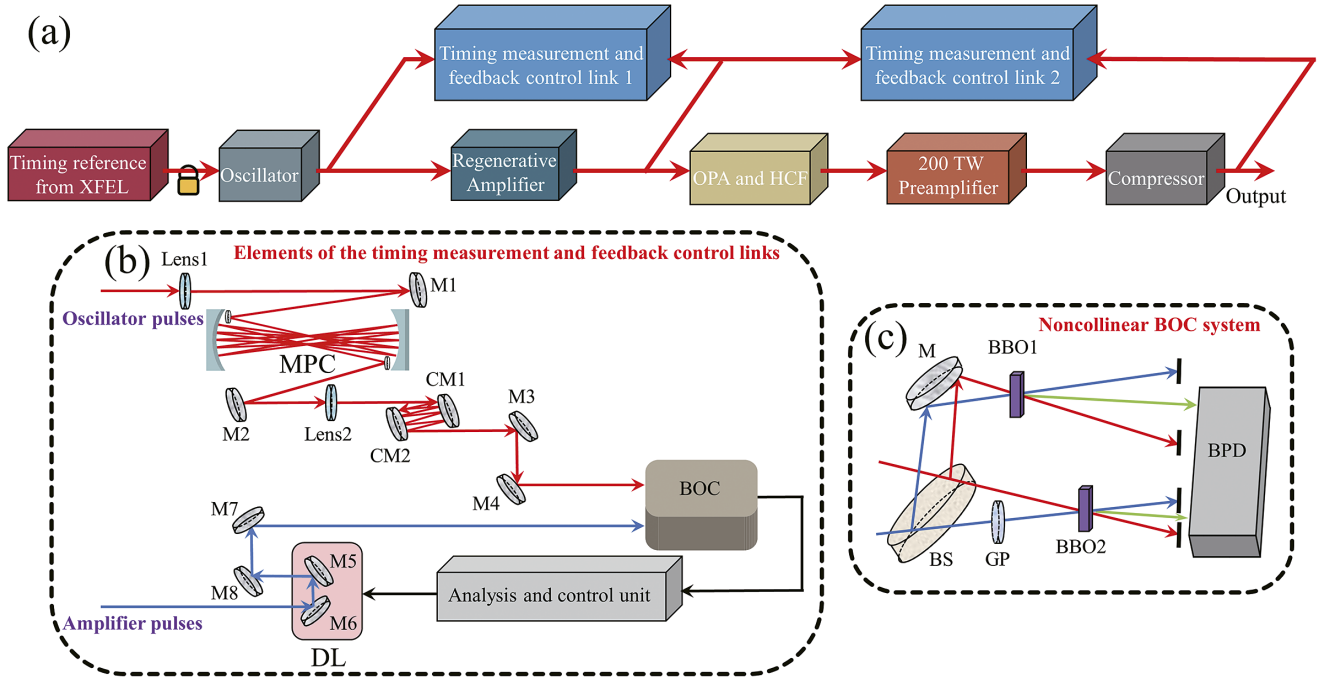 (a)
Timing measurement and
feedback control link 1
Timing measurement and
feedback control link 2
Timing reference
from XFEL
Oscillator
Regenerative
Amplifier
OPA and HCF
200 TW
Preamplifier
Compressor
Output
(b)
Elements of the timing measurement and feedback control links
Lens1
M1
Oscillator pulses
MPC
M2
Lens2
CM1
CM2
M3
M4
BOC
M7
M8
M5
M6
Analysis and control unit
Amplifier pulses
DL
(c)
Noncollinear BOC system
M
BBO1
BPD
BS
GP
BBO2